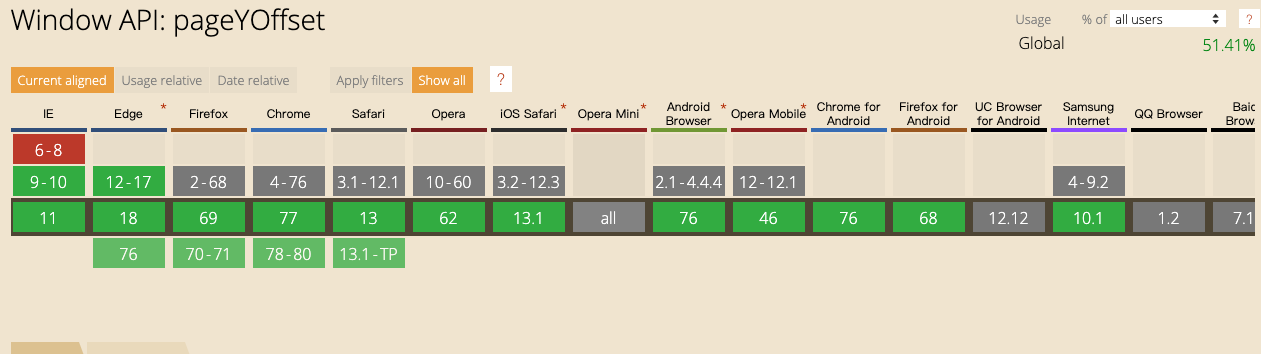 Window API: pageYOffset
Usage % of all users ?
Global 51.41%
Current aligned Usage relative Date relative Apply filters Show all ?
IE Edge * Firefox Chrome Safari Opera iOS Safari * Opera Mini * Android Browser * Opera Mobile * Chrome for Android Firefox for Android UC Browser for Android Samsung Internet QQ Browser
6-8
9-10 12-17 2-68 4-76 3.1-12.1 10-60 3.2-12.3 2.1-4.4.4 12-12.1 4-9.2
11 18 69 77 13 62 13.1 all 76 46 76 68 12.12 10.1 1.2 7.1
76 70-71 78-80 13.1-TP